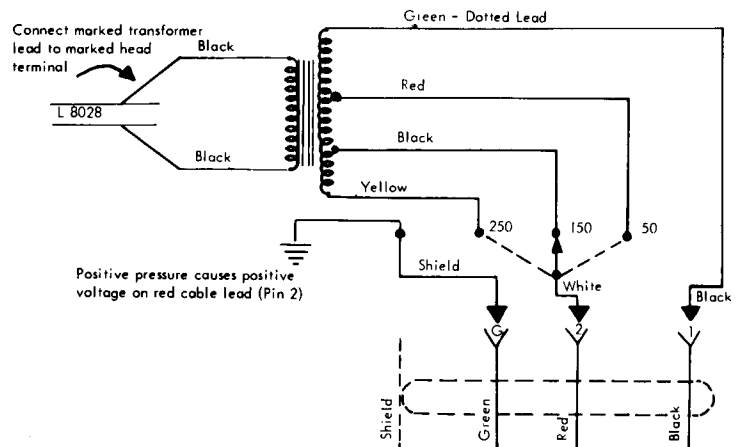 Green - Dotted Lead
Connect marked transformer
lead to marked head
terminal
Black
Red
L 8028
Black
Black
Yellow
250
150
50
Shield
Positive pressure causes positive
voltage on red cable lead (Pin 2)
White
Black
G
2
1
Shield
Green
Red
Black